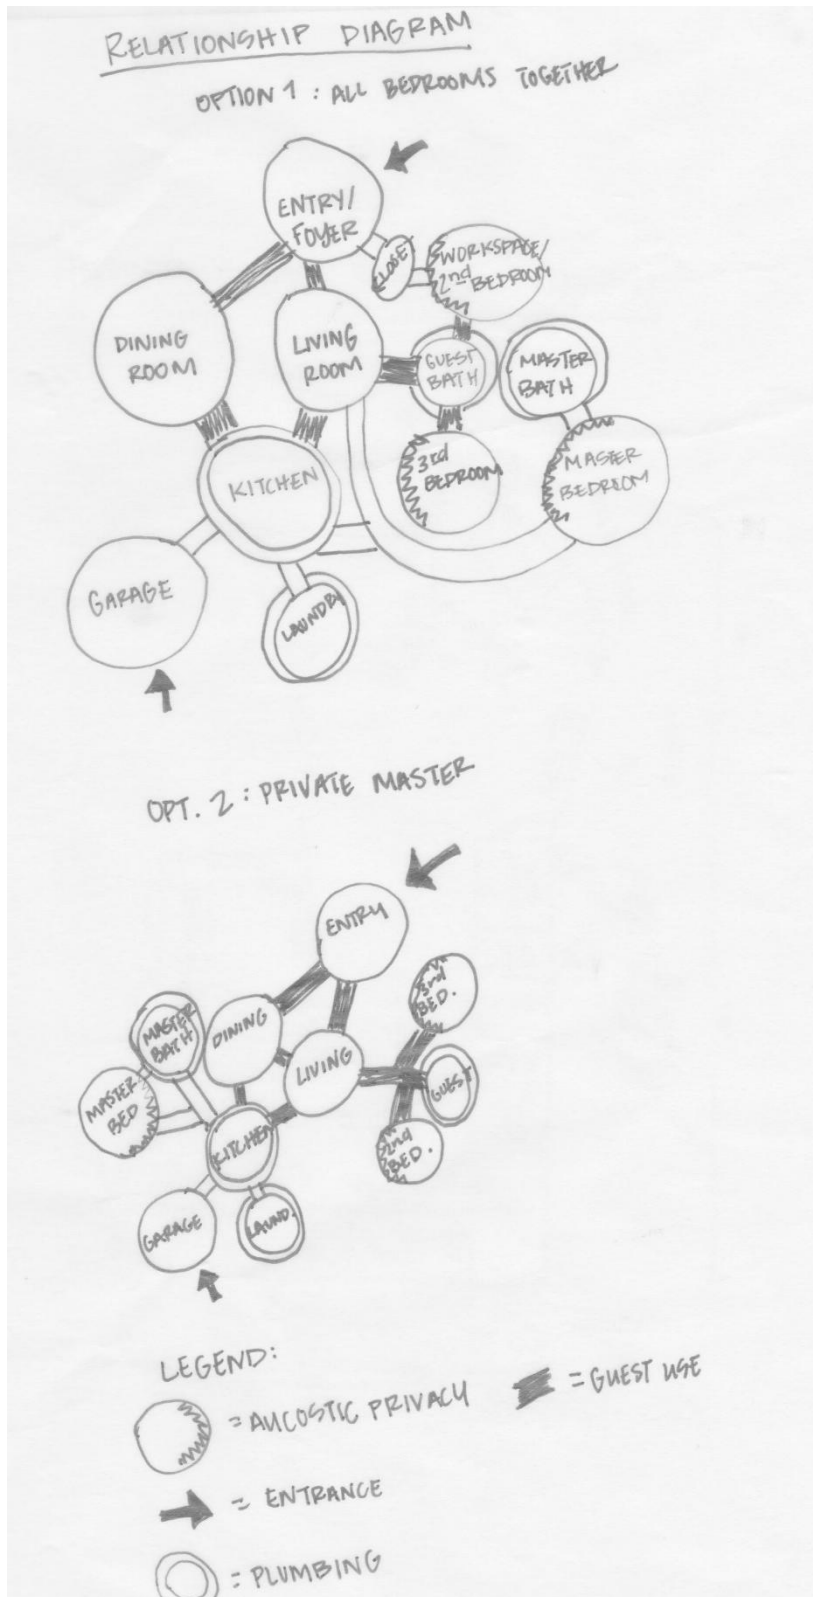 RELATIONSHIP DIAGRAM
OPTION 1 : ALL BEDROOMS TOGETHER
ENTRY/
FOYER
CLOSET
WORKSPACE/
2nd BEDROOM
DINING
ROOM
LIVING
ROOM
GUEST
BATH
MASTER
BATH
KITCHEN
3rd
BEDROOM
MASTER
BEDROOM
GARAGE
LAUNDRY
OPT. 2 : PRIVATE MASTER
ENTRY
3rd
BED.
MASTER
BATH
DINING
LIVING
GUEST
MASTER
BED
KITCHEN
2nd
BED.
GARAGE
LAUND.
LEGEND:
= AUCOSTIC PRIVACY
= GUEST USE
= ENTRANCE
= PLUMBING